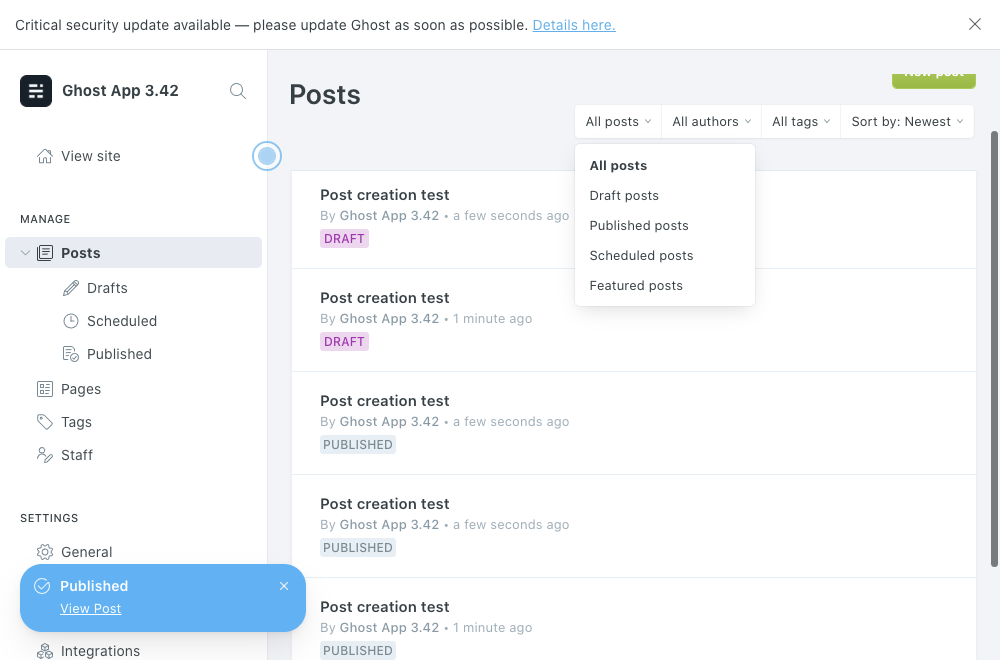 Critical security update available — please update Ghost as soon as possible. Details here.
Ghost App 3.42
View site
MANAGE
Posts
Drafts
Scheduled
Published
Pages
Tags
Staff
SETTINGS
General
Published
View Post
Integrations
Posts
New post
All posts
All authors
All tags
Sort by: Newest
All posts
Draft posts
Published posts
Scheduled posts
Featured posts
Post creation test
By Ghost App 3.42 • a few seconds ago
DRAFT
Post creation test
By Ghost App 3.42 • 1 minute ago
DRAFT
Post creation test
By Ghost App 3.42 • a few seconds ago
PUBLISHED
Post creation test
By Ghost App 3.42 • a few seconds ago
PUBLISHED
Post creation test
By Ghost App 3.42 • 1 minute ago
PUBLISHED